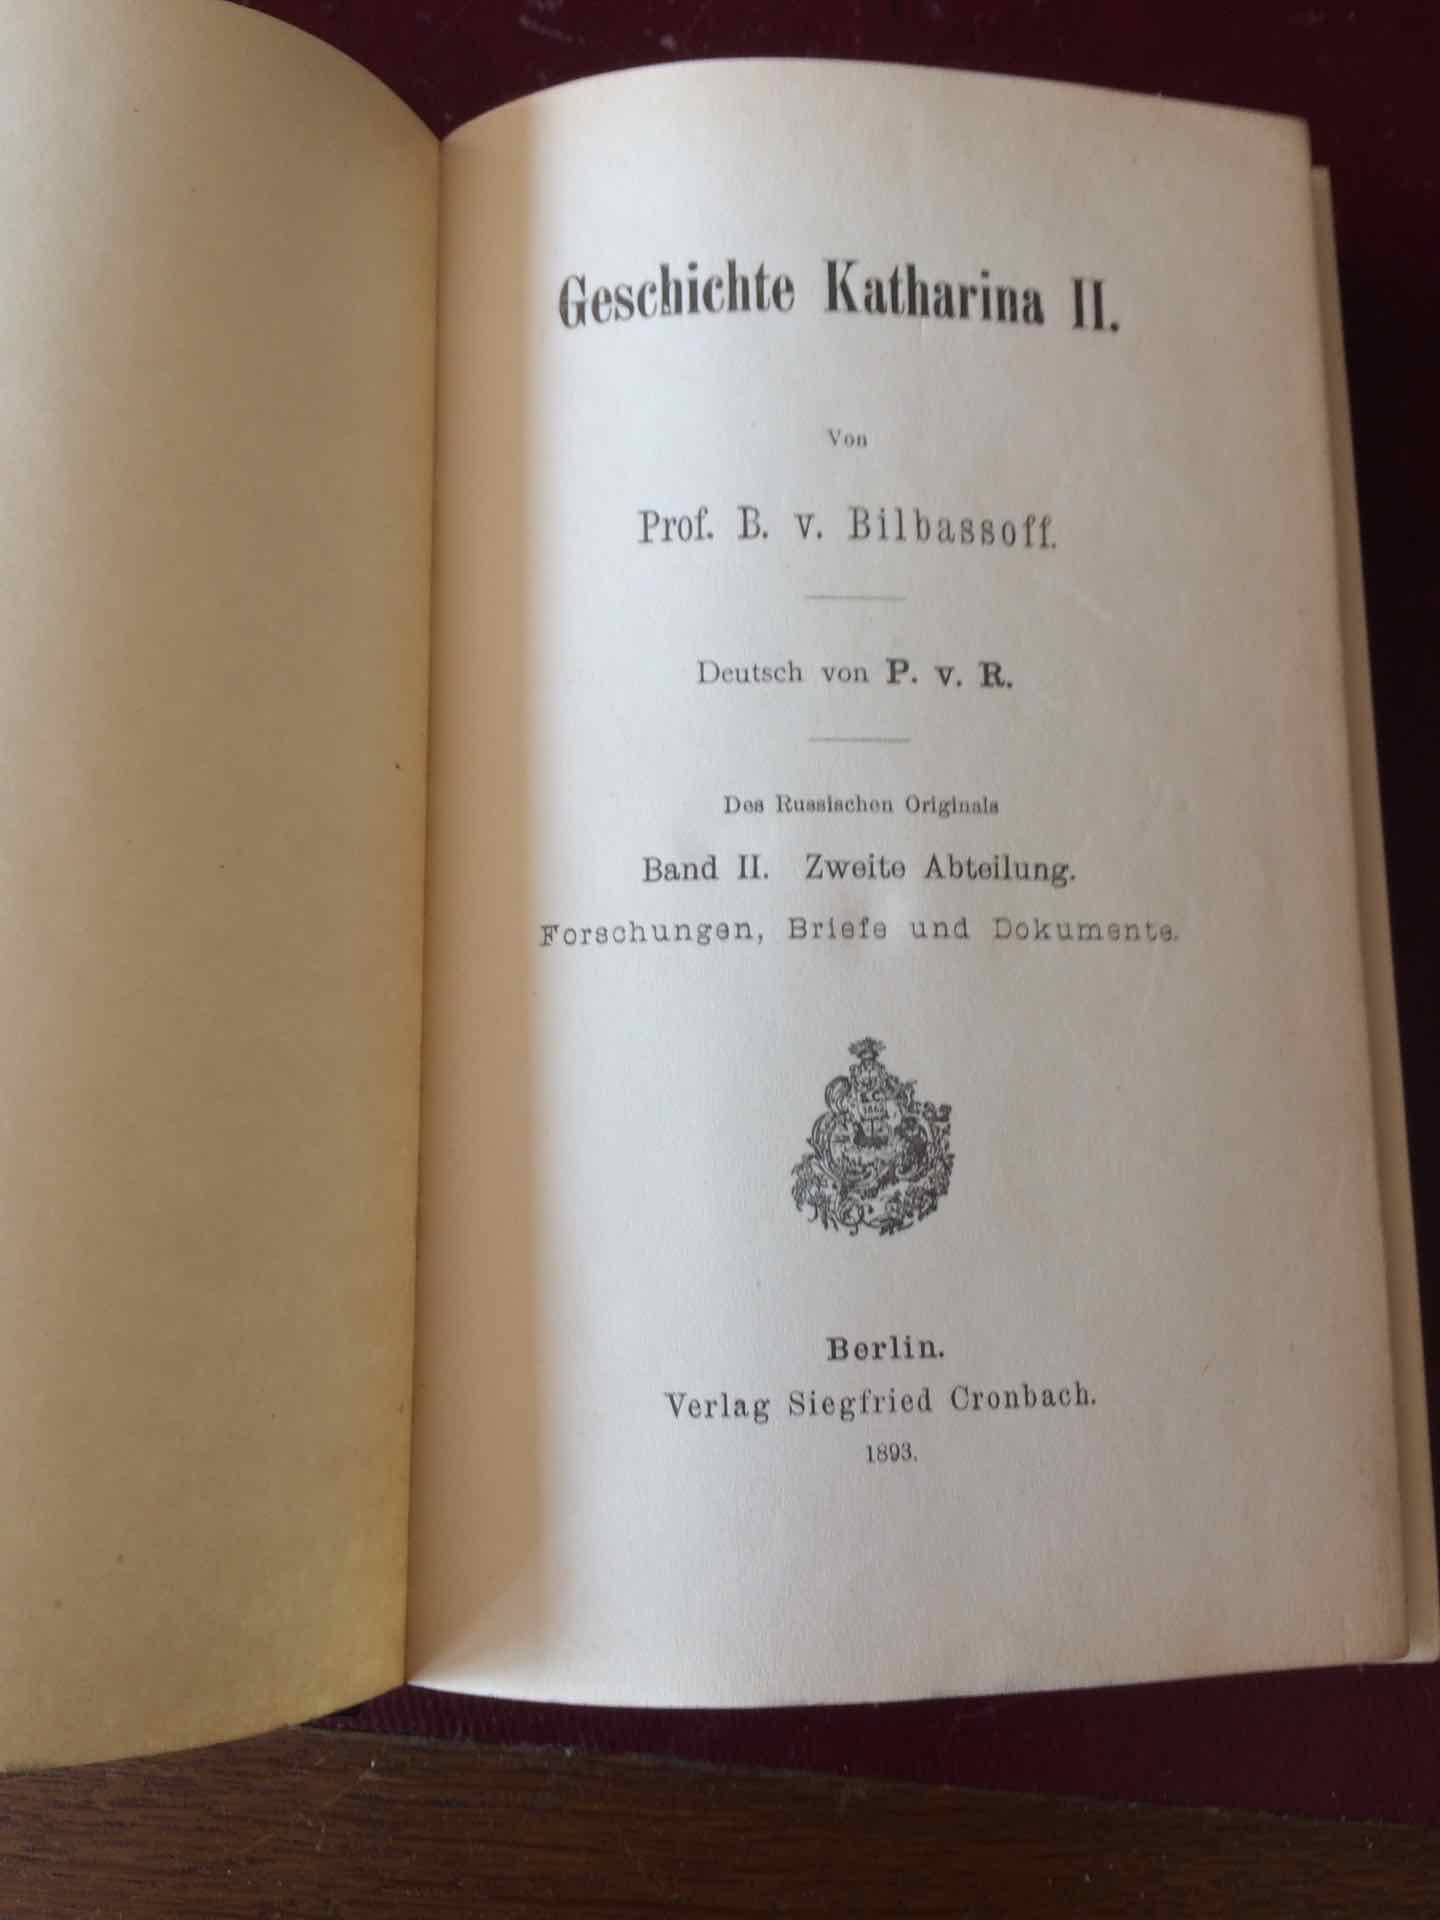 Geschichte Katharina II.
Von
Prof. B. v. Bilbassoff.
Deutsch von P. v. R.
Des Russischen Originals
Band II. Zweite Abteilung.
Forschungen, Briefe und Dokumente.
S.C.
1862
Berlin.
Verlag Siegfried Cronbach.
1893.